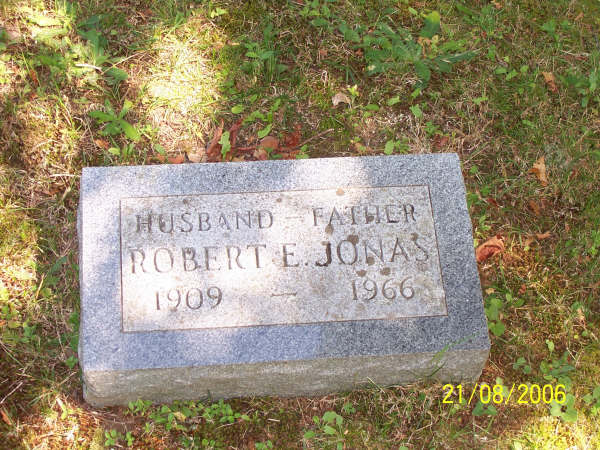 HUSBAND — FATHER
ROBERT E. JONAS
1909 — 1966
21/08/2006